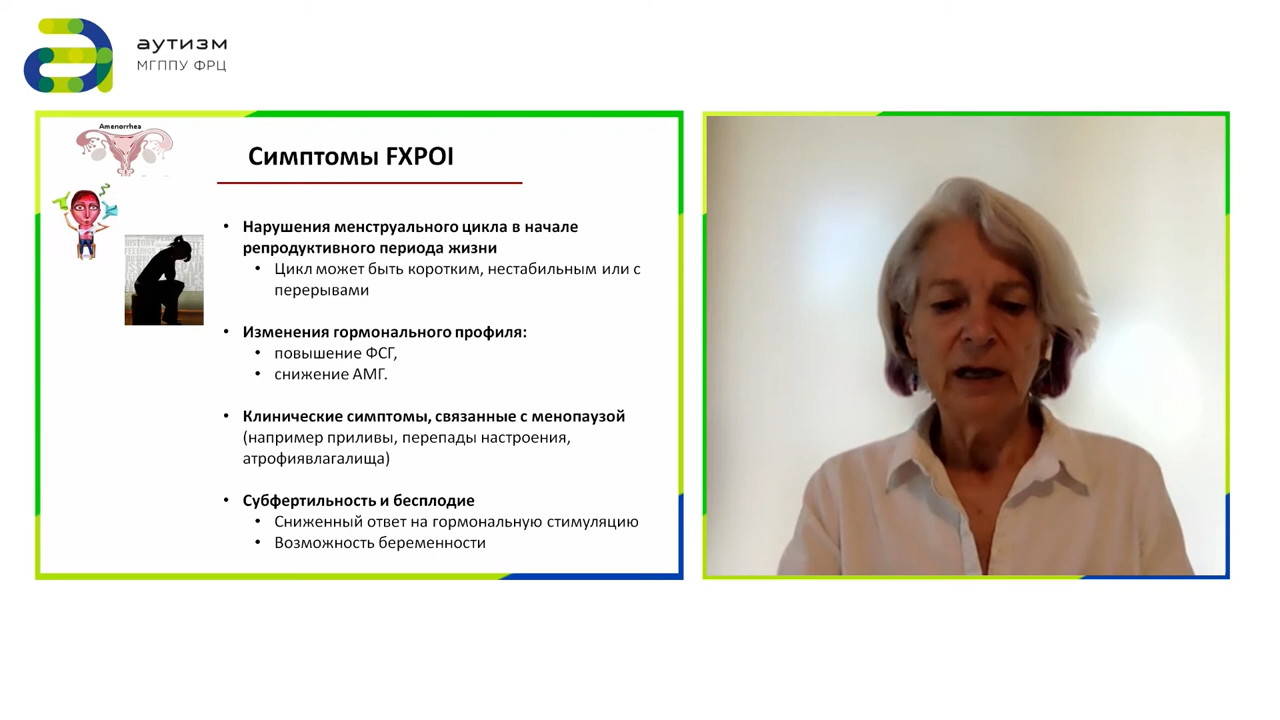 аутизм
МГППУ ФРЦ
Amenorrhea
Симптомы FXPOI
• Нарушения менструального цикла в начале
репродуктивного периода жизни
• Цикл может быть коротким, нестабильным или с
перерывами
• Изменения гормонального профиля:
• повышение ФСГ,
• снижение АМГ.
• Клинические симптомы, связанные с менопаузой
(например приливы, перепады настроения,
атрофиявлагалища)
• Субфертильность и бесплодие
• Сниженный ответ на гормональную стимуляцию
• Возможность беременности